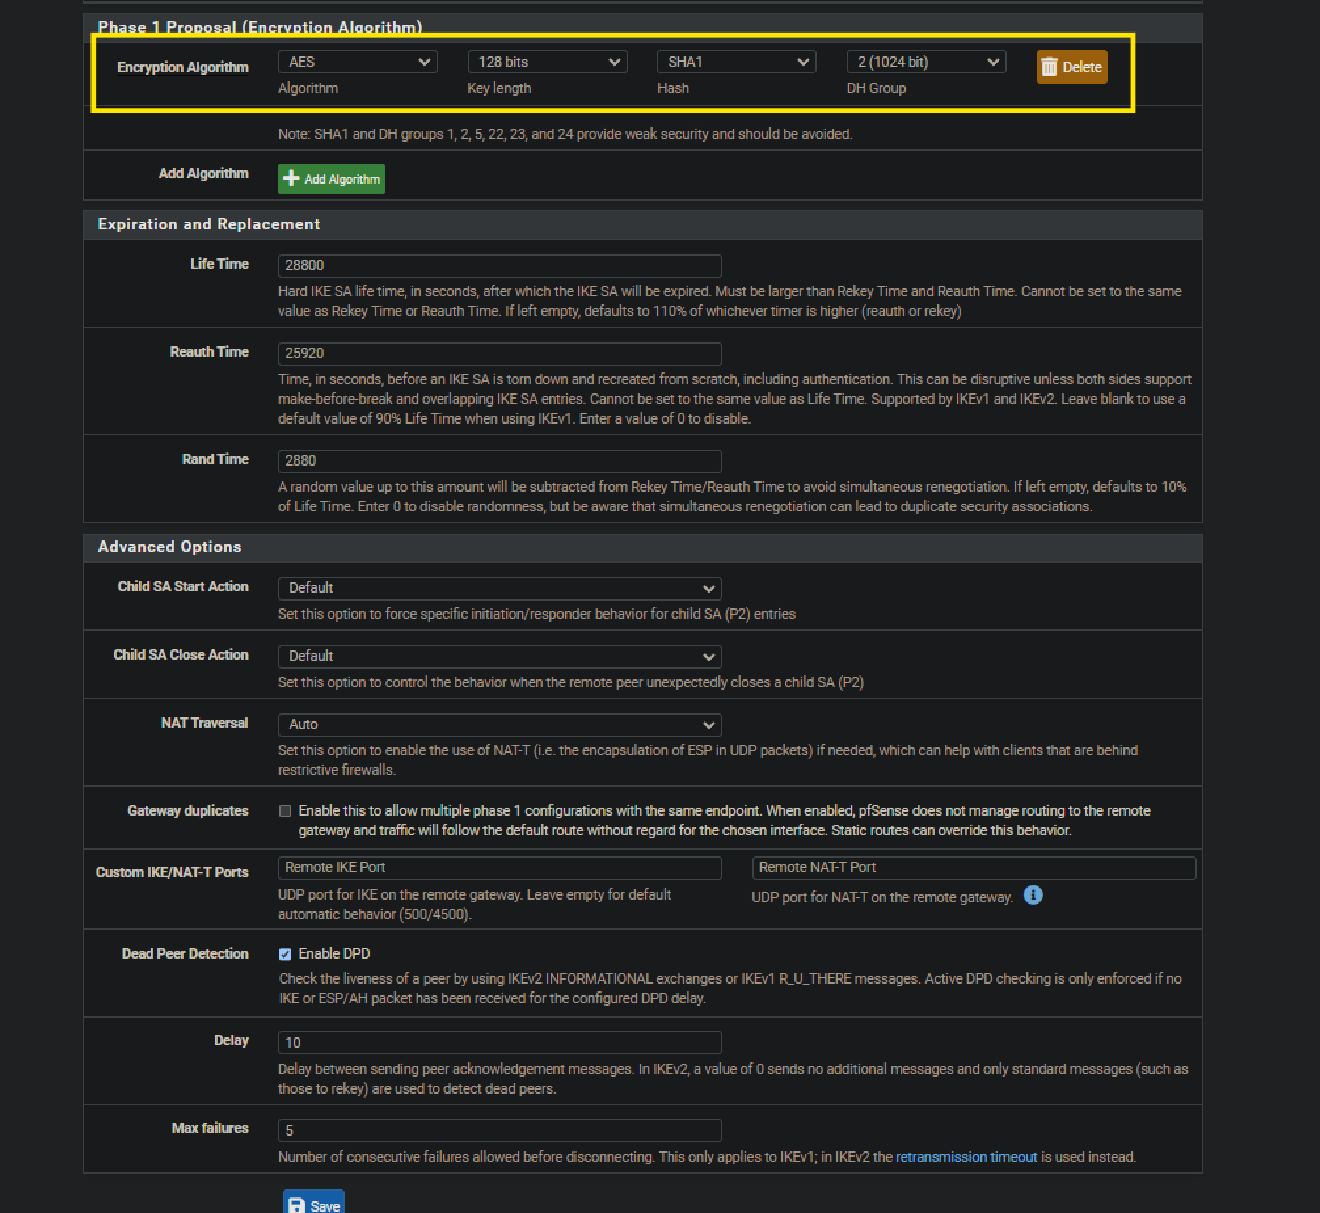 Phase 1 Proposal (Encryption Algorithm)
Encryption Algorithm
AES
128 bits
SHA1
2 (1024 bit)
Delete
Algorithm
Key length
Hash
DH Group
Note: SHA1 and DH groups 1, 2, 5, 22, 23, and 24 provide weak security and should be avoided.
Add Algorithm
Add Algorithm
Expiration and Replacement
Life Time
28800
Hard IKE SA life time, in seconds, after which the IKE SA will be expired. Must be larger than Rekey Time and Reauth Time. Cannot be set to the same
value as Rekey Time or Reauth Time. If left empty, defaults to 110% of whichever timer is higher (reauth or rekey)
Reauth Time
25920
Time, in seconds, before an IKE SA is torn down and recreated from scratch, including authentication. This can be disruptive unless both sides support
make-before-break and overlapping IKE SA entries. Cannot be set to the same value as Life Time. Supported by IKEv1 and IKEv2. Leave blank to use a
default value of 90% Life Time when using IKEv1. Enter a value of 0 to disable.
Rand Time
2880
A random value up to this amount will be subtracted from Rekey Time/Reauth Time to avoid simultaneous renegotiation. If left empty, defaults to 10%
of Life Time. Enter 0 to disable randomness, but be aware that simultaneous renegotiation can lead to duplicate security associations.
Advanced Options
Child SA Start Action
Default
Set this option to force specific initiation/responder behavior for child SA (P2) entries
Child SA Close Action
Default
Set this option to control the behavior when the remote peer unexpectedly closes a child SA (P2)
NAT Traversal
Auto
Set this option to enable the use of NAT-T (i.e. the encapsulation of ESP in UDP packets) if needed, which can help with clients that are behind
restrictive firewalls.
Gateway duplicates
Enable this to allow multiple phase 1 configurations with the same endpoint. When enabled, pfSense does not manage routing to the remote
gateway and traffic will follow the default route without regard for the chosen interface. Static routes can override this behavior.
Custom IKE/NAT-T Ports
Remote IKE Port
Remote NAT-T Port
UDP port for IKE on the remote gateway. Leave empty for default
automatic behavior (500/4500).
UDP port for NAT-T on the remote gateway.
Dead Peer Detection
Enable DPD
Check the liveness of a peer by using IKEv2 INFORMATIONAL exchanges or IKEv1 R_U_THERE messages. Active DPD checking is only enforced if no
IKE or ESP/AH packet has been received for the configured DPD delay.
Delay
10
Delay between sending peer acknowledgement messages. In IKEv2, a value of 0 sends no additional messages and only standard messages (such as
those to rekey) are used to detect dead peers.
Max failures
5
Number of consecutive failures allowed before disconnecting. This only applies to IKEv1; in IKEv2 the retransmission timeout is used instead.
Save